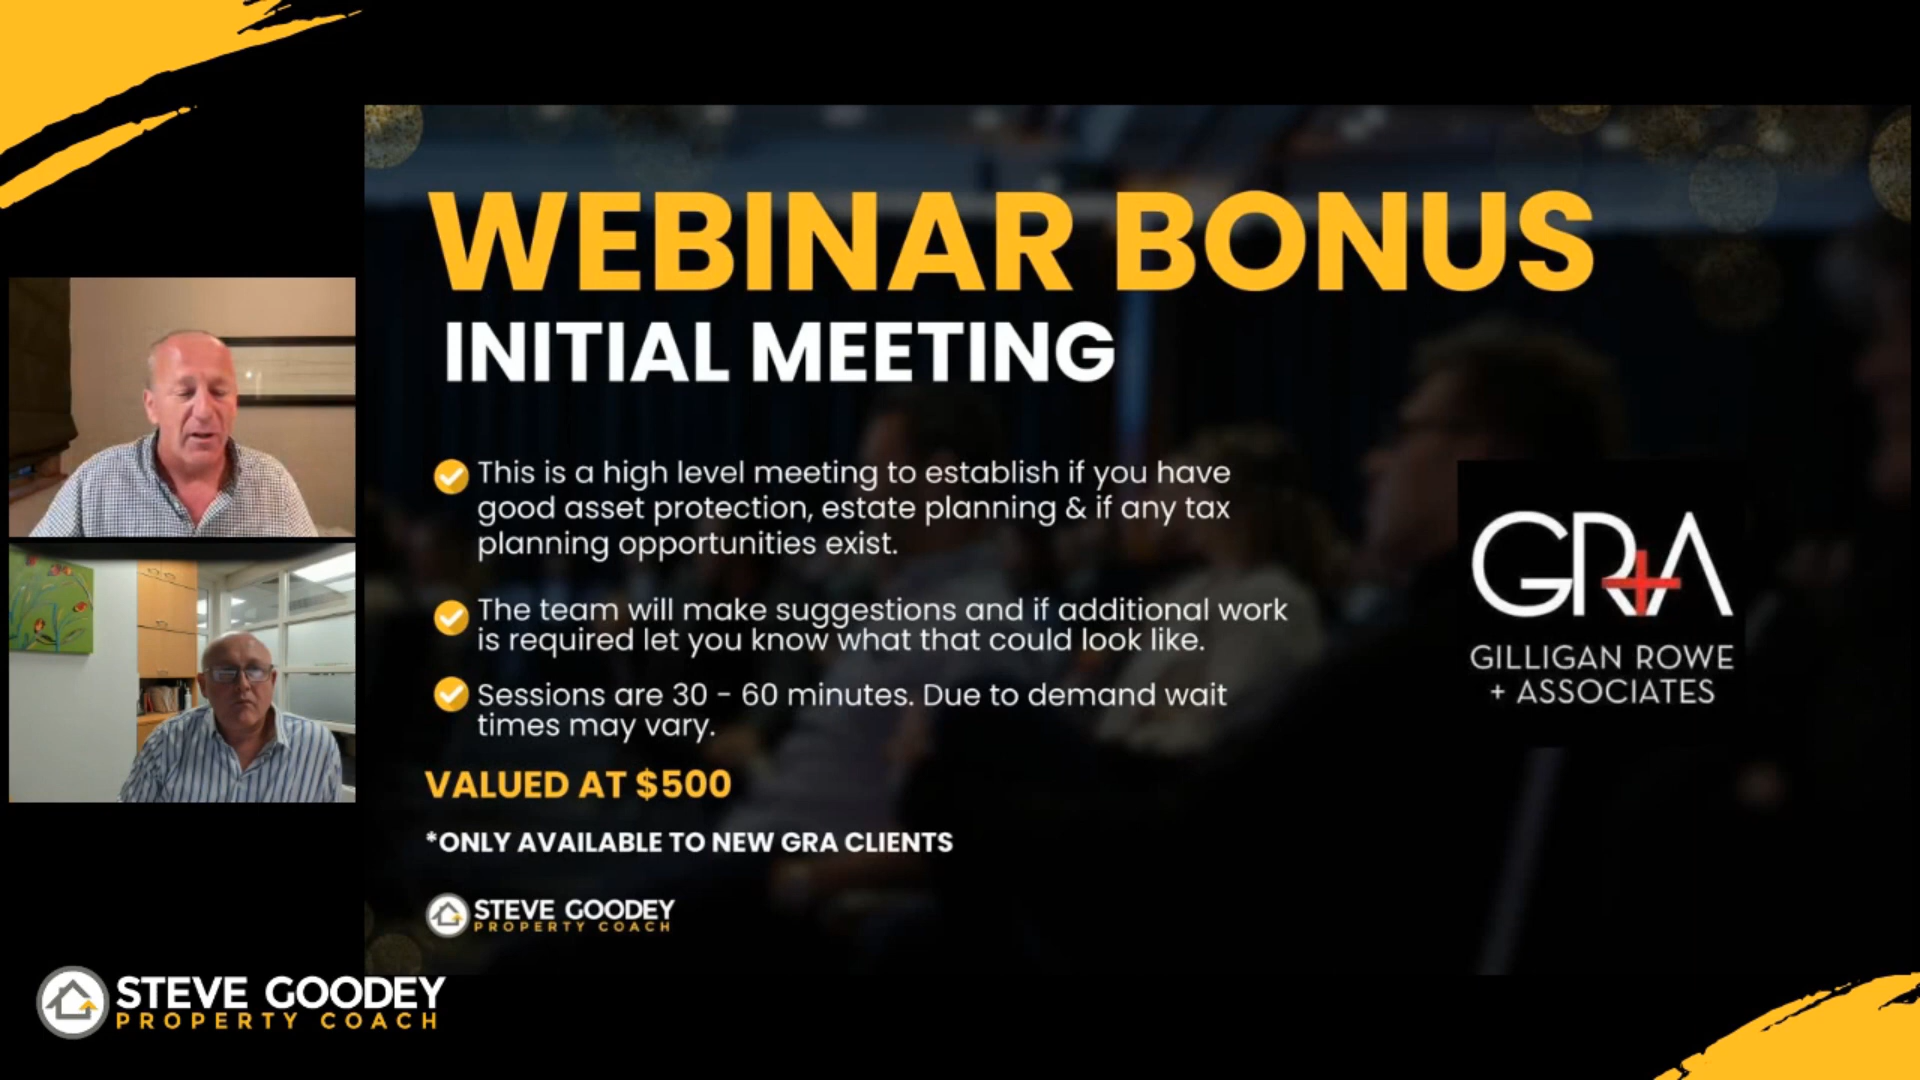 WEBINAR BONUS
INITIAL MEETING
This is a high level meeting to establish if you have
good asset protection, estate planning & if any tax
planning opportunities exist.
The team will make suggestions and if additional work
is required let you know what that could look like.
Sessions are 30 - 60 minutes. Due to demand wait
times may vary.
VALUED AT $500
*ONLY AVAILABLE TO NEW GRA CLIENTS
STEVE GOODEY
PROPERTY COACH
GR+A
GILLIGAN ROWE
+ ASSOCIATES
STEVE GOODEY
PROPERTY COACH